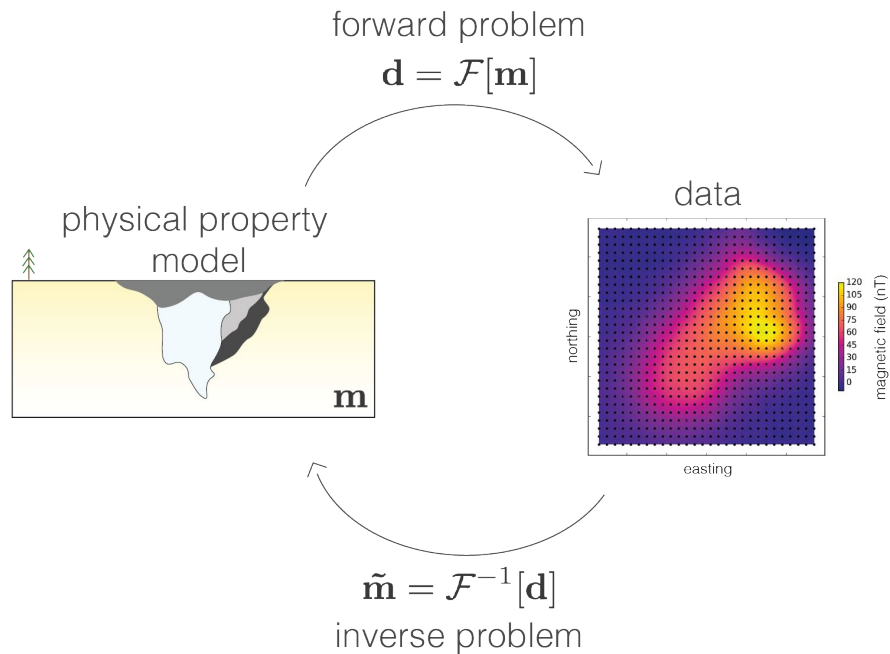 forward problem
d = F[m]
physical property
model
m
data
northing
easting
120
105
90
75
60
45
30
15
0
magnetic field (nT)
m̃ = F⁻¹[d]
inverse problem